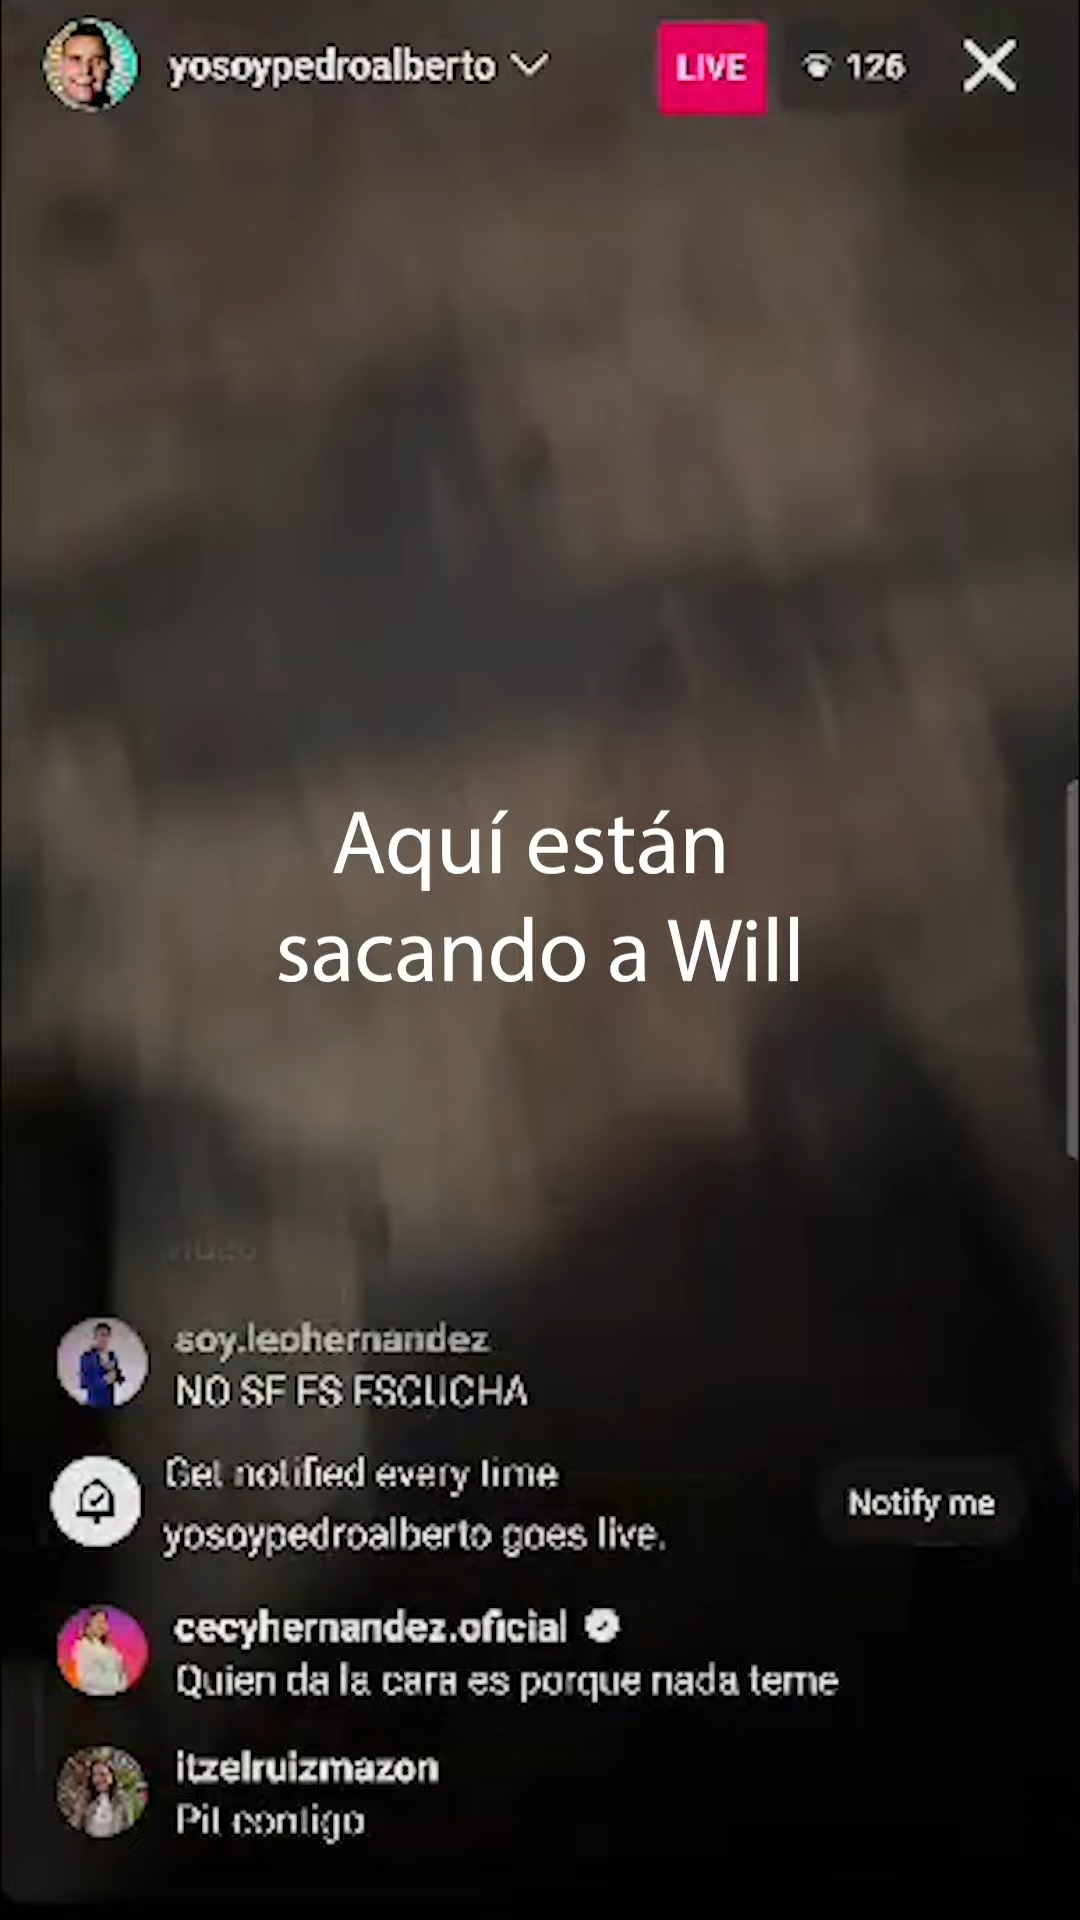 yosoypedroalberto
LIVE
126
Aquí están
sacando a Will
soy.leohernandez
NO SE ES ESCUCHA
Get notified every time
yosoypedroalberto goes live.
Notify me
cecyhernandez.oficial
Quien da la cara es porque nada teme
itzelruizmazon
Pit contigo